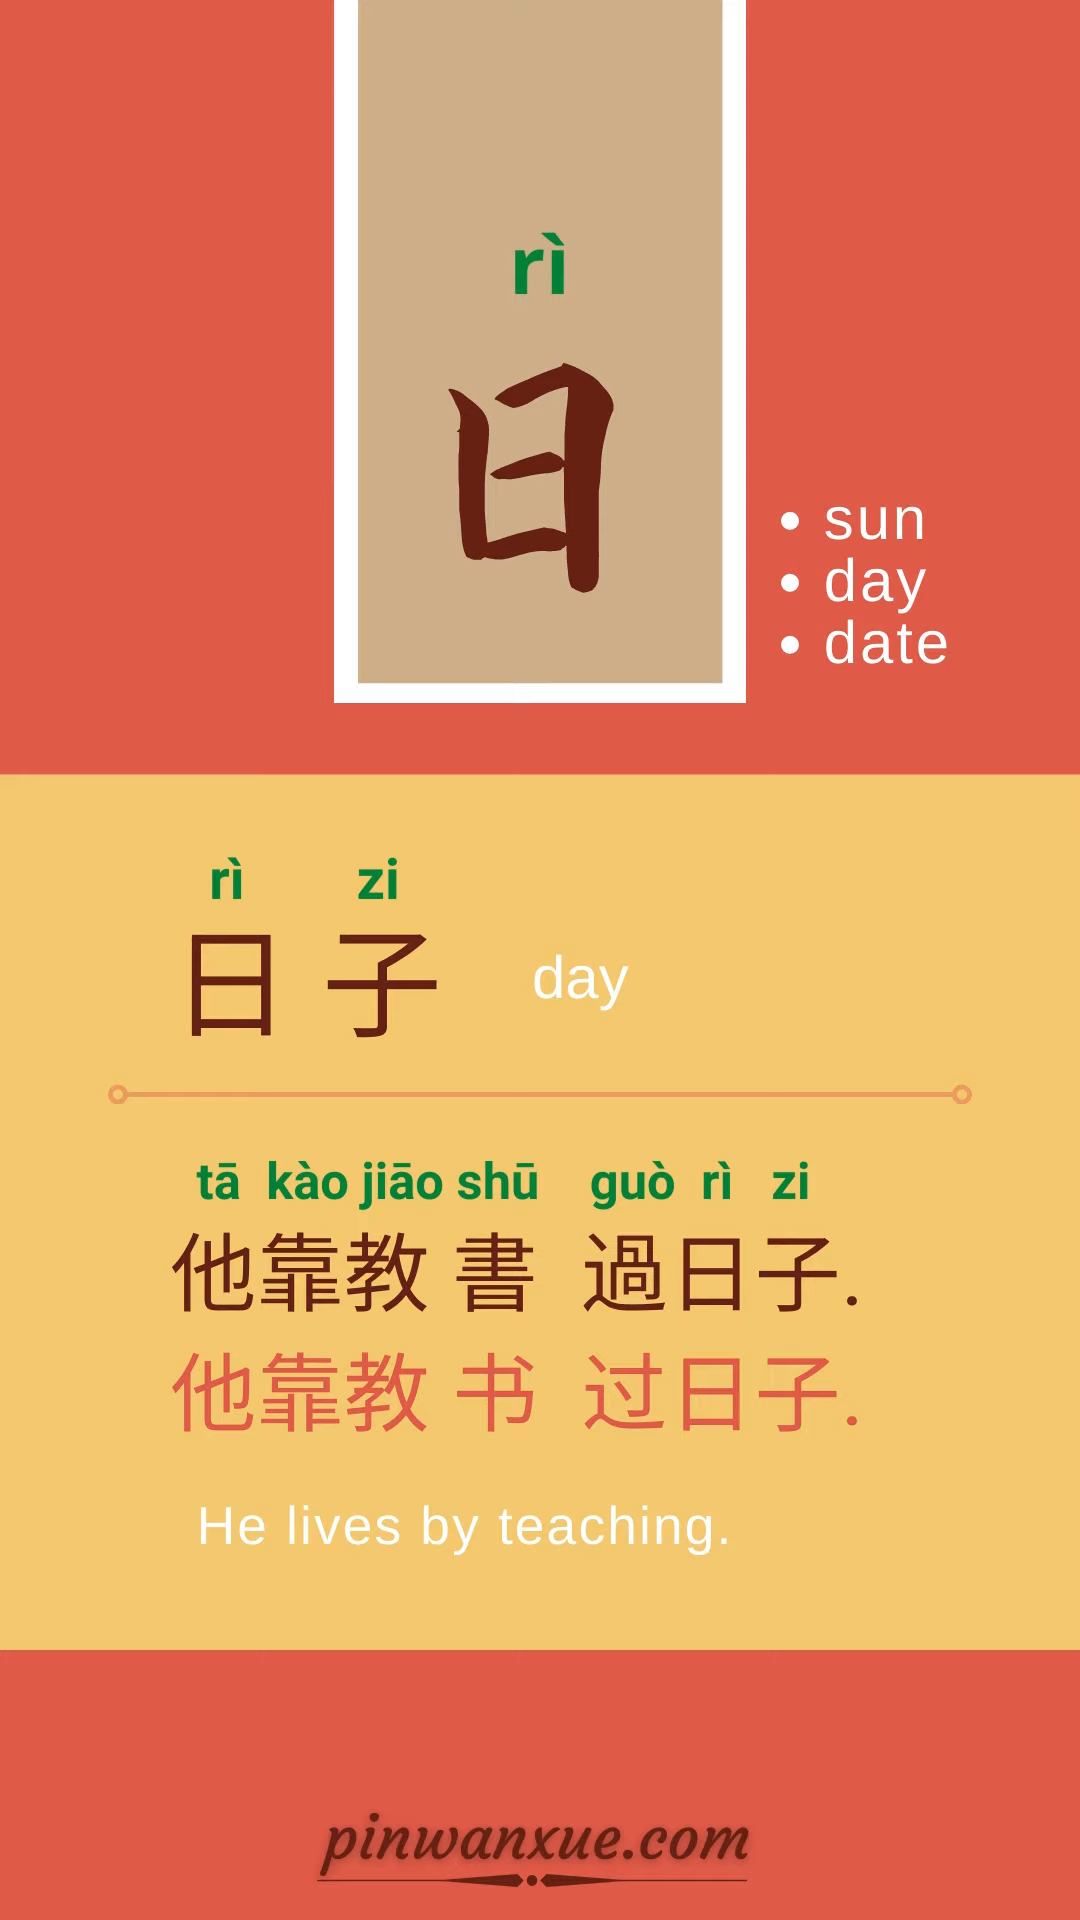 rì
日
sun
day
date
rì zi
日 子 day
tā kào jiāo shū guò rì zi
他靠教 書 過日子.
他靠教 书 过日子.
He lives by teaching.
pinwanxue.com